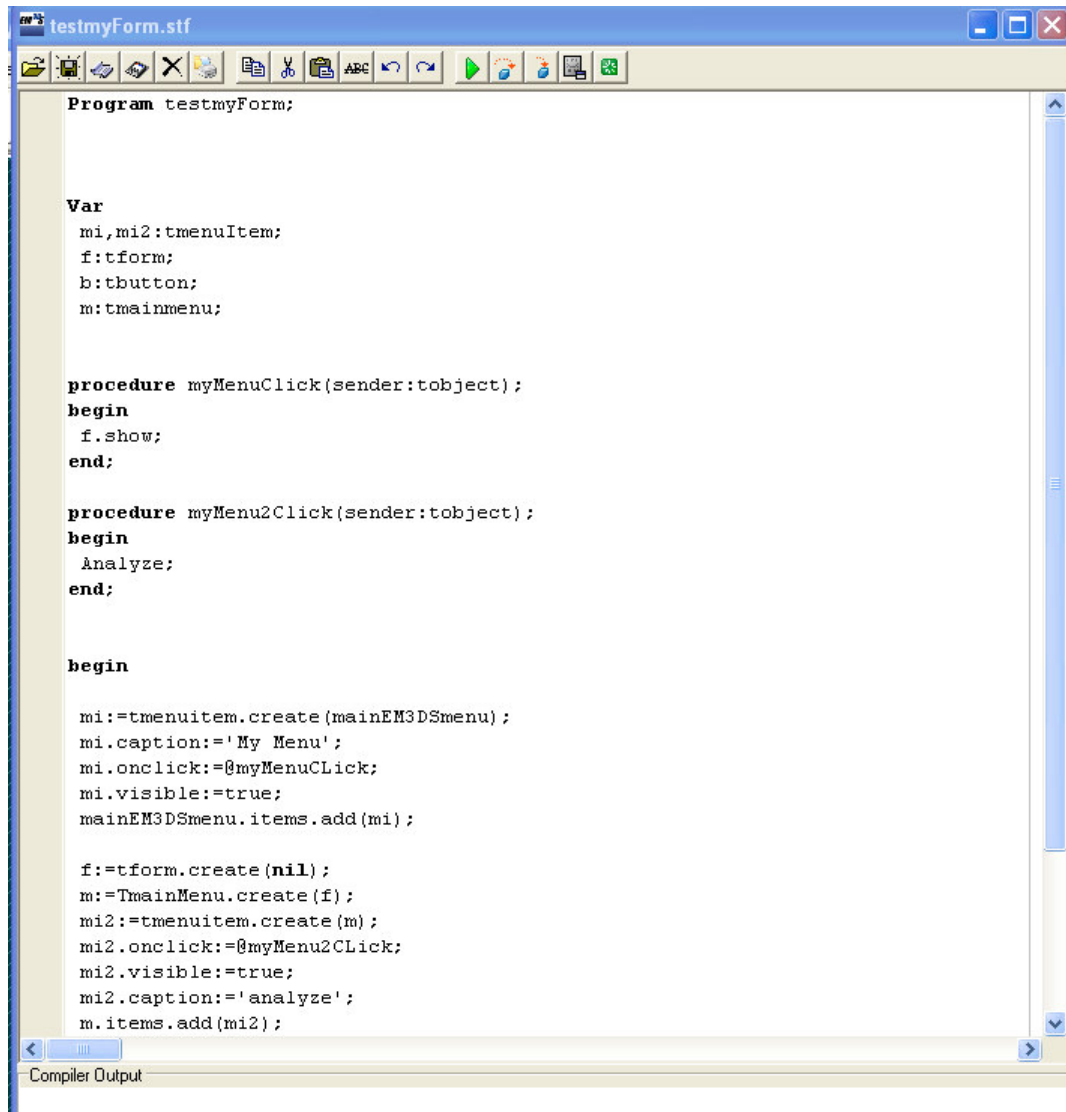 testmyForm.stf
ABC
Program testmyForm;
Var
mi,mi2:tmenuItem;
f:tform;
b:tbutton;
m:tmainmenu;
procedure myMenuClick(sender:tobject);
begin
f.show;
end;
procedure myMenu2Click(sender:tobject);
begin
Analyze;
end;
begin
mi:=tmenuitem.create(mainEM3DSmenu);
mi.caption:='My Menu';
mi.onclick:=@myMenuCLick;
mi.visible:=true;
mainEM3DSmenu.items.add(mi);
f:=tform.create(nil);
m:=TmainMenu.create(f);
mi2:=tmenuitem.create(m);
mi2.onclick:=@myMenu2CLick;
mi2.visible:=true;
mi2.caption:='analyze';
m.items.add(mi2);
Compiler Output